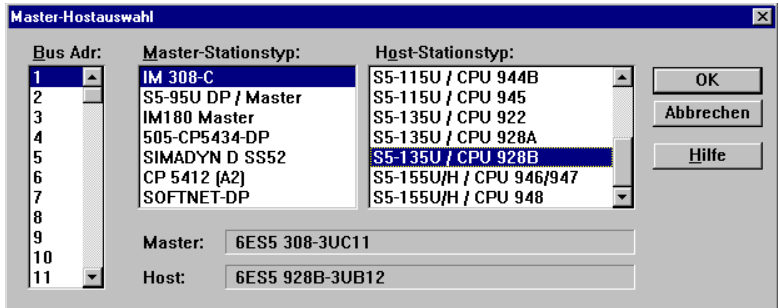 Master-Hostauswahl
Bus Adr:
1
2
3
4
5
6
7
8
9
10
11
Master-Stationstyp:
IM 308-C
S5-95U DP / Master
IM180 Master
505-CP5434-DP
SIMADYN D SS52
CP 5412 (A2)
SOFTNET-DP
Host-Stationstyp:
S5-115U / CPU 944B
S5-115U / CPU 945
S5-135U / CPU 922
S5-135U / CPU 928A
S5-135U / CPU 928B
S5-155U/H / CPU 946/947
S5-155U/H / CPU 948
OK
Abbrechen
Hilfe
Master: 6ES5 308-3UC11
Host: 6ES5 928B-3UB12